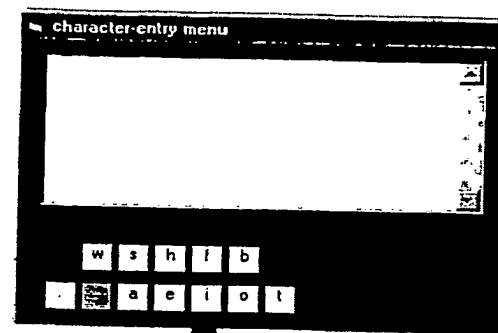 character-entry menu
w s h f b
. a e i o t